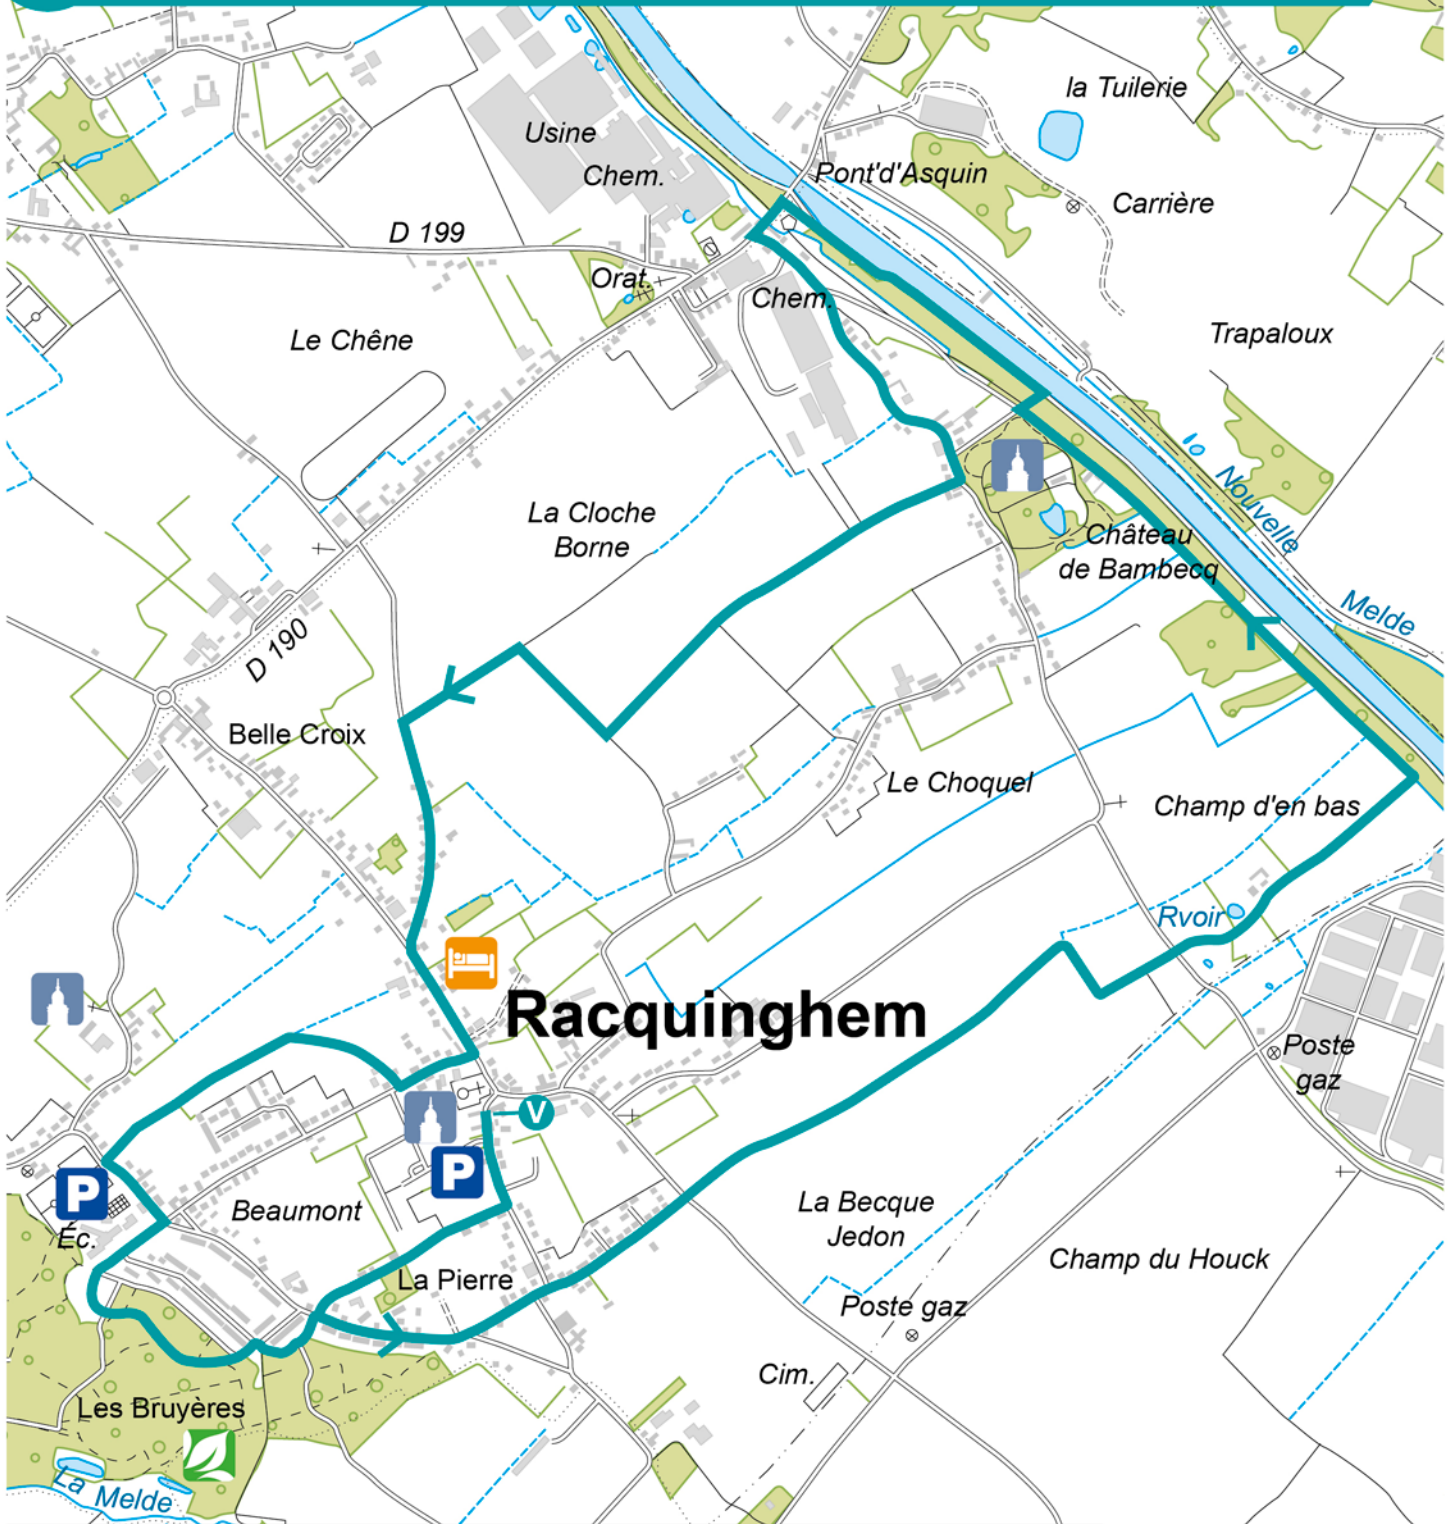 la Tuilerie
Usine
Chem.
Pont'd'Asquin
Carrière
D 199
Orat.
Chem.
Le Chêne
Trapaloux
Nouvelle
La Cloche
Borne
Château
de Bambecq
Melde
D 190
Belle Croix
Le Choquel
Champ d'en bas
Rvoir
Racquinghem
Poste
gaz
V
P
P
Éc.
Beaumont
La Becque
Jedon
Champ du Houck
La Pierre
Poste gaz
Cim.
Les Bruyères
La Melde